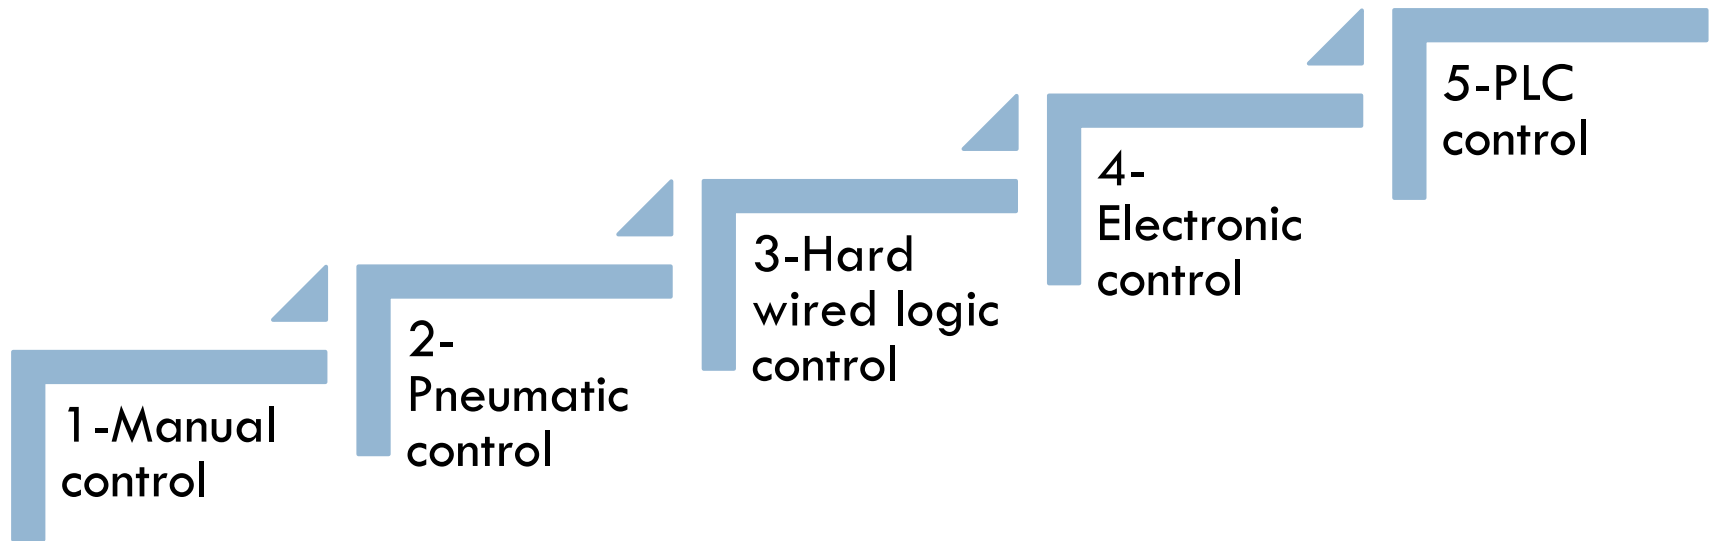 1-Manual
control
2-
Pneumatic
control
3-Hard
wired logic
control
4-
Electronic
control
5-PLC
control